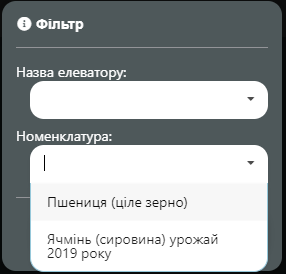 Фільтр
Назва елеватору:
Номенклатура:
Пшениця (ціле зерно)
Ячмінь (сировина) урожай
2019 року